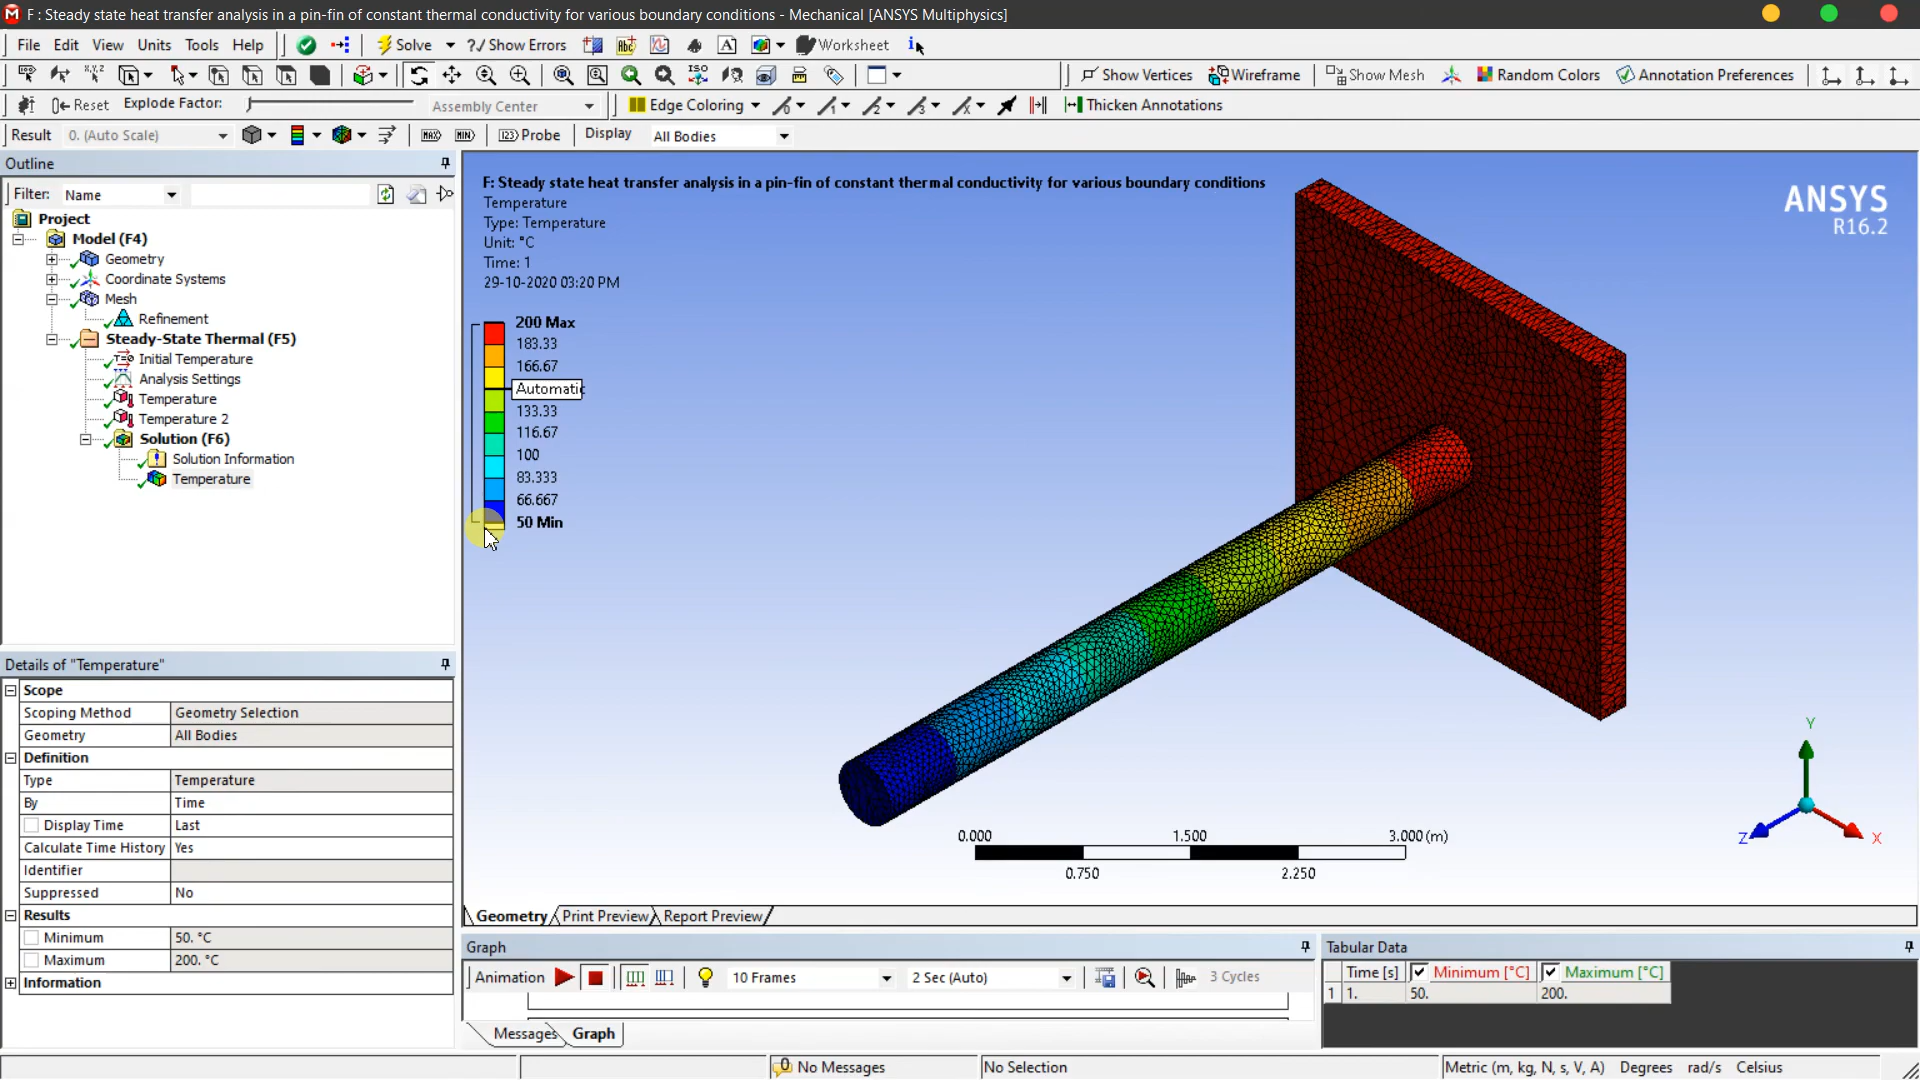 F : Steady state heat transfer analysis in a pin-fin of constant thermal conductivity for various boundary conditions - Mechanical [ANSYS Multiphysics]
File Edit View Units Tools Help Solve ?/ Show Errors Worksheet
Show Vertices Wireframe Show Mesh Random Colors Annotation Preferences
Reset Explode Factor: Assembly Center Edge Coloring Thicken Annotations
Result 0. (Auto Scale) MAX MIN Probe Display All Bodies
Outline
Filter: Name
Project
Model (F4)
Geometry
Coordinate Systems
Mesh
Refinement
Steady-State Thermal (F5)
Initial Temperature
Analysis Settings
Temperature
Temperature 2
Solution (F6)
Solution Information
Temperature
Details of "Temperature"
Scope
Scoping Method Geometry Selection
Geometry All Bodies
Definition
Type Temperature
By Time
Display Time Last
Calculate Time History Yes
Identifier
Suppressed No
Results
Minimum 50. °C
Maximum 200. °C
Information
F: Steady state heat transfer analysis in a pin-fin of constant thermal conductivity for various boundary conditions
Temperature
Type: Temperature
Unit: °C
Time: 1
29-10-2020 03:20 PM
200 Max
183.33
166.67
Automatic
133.33
116.67
100
83.333
66.667
50 Min
ANSYS
R16.2
0.000 1.500 3.000 (m)
0.750 2.250
Y
Z X
Geometry Print Preview Report Preview
Graph
Animation 10 Frames 2 Sec (Auto) 3 Cycles
Messages Graph
Tabular Data
Time [s] Minimum [°C] Maximum [°C]
1 1. 50. 200.
No Messages No Selection Metric (m, kg, N, s, V, A) Degrees rad/s Celsius